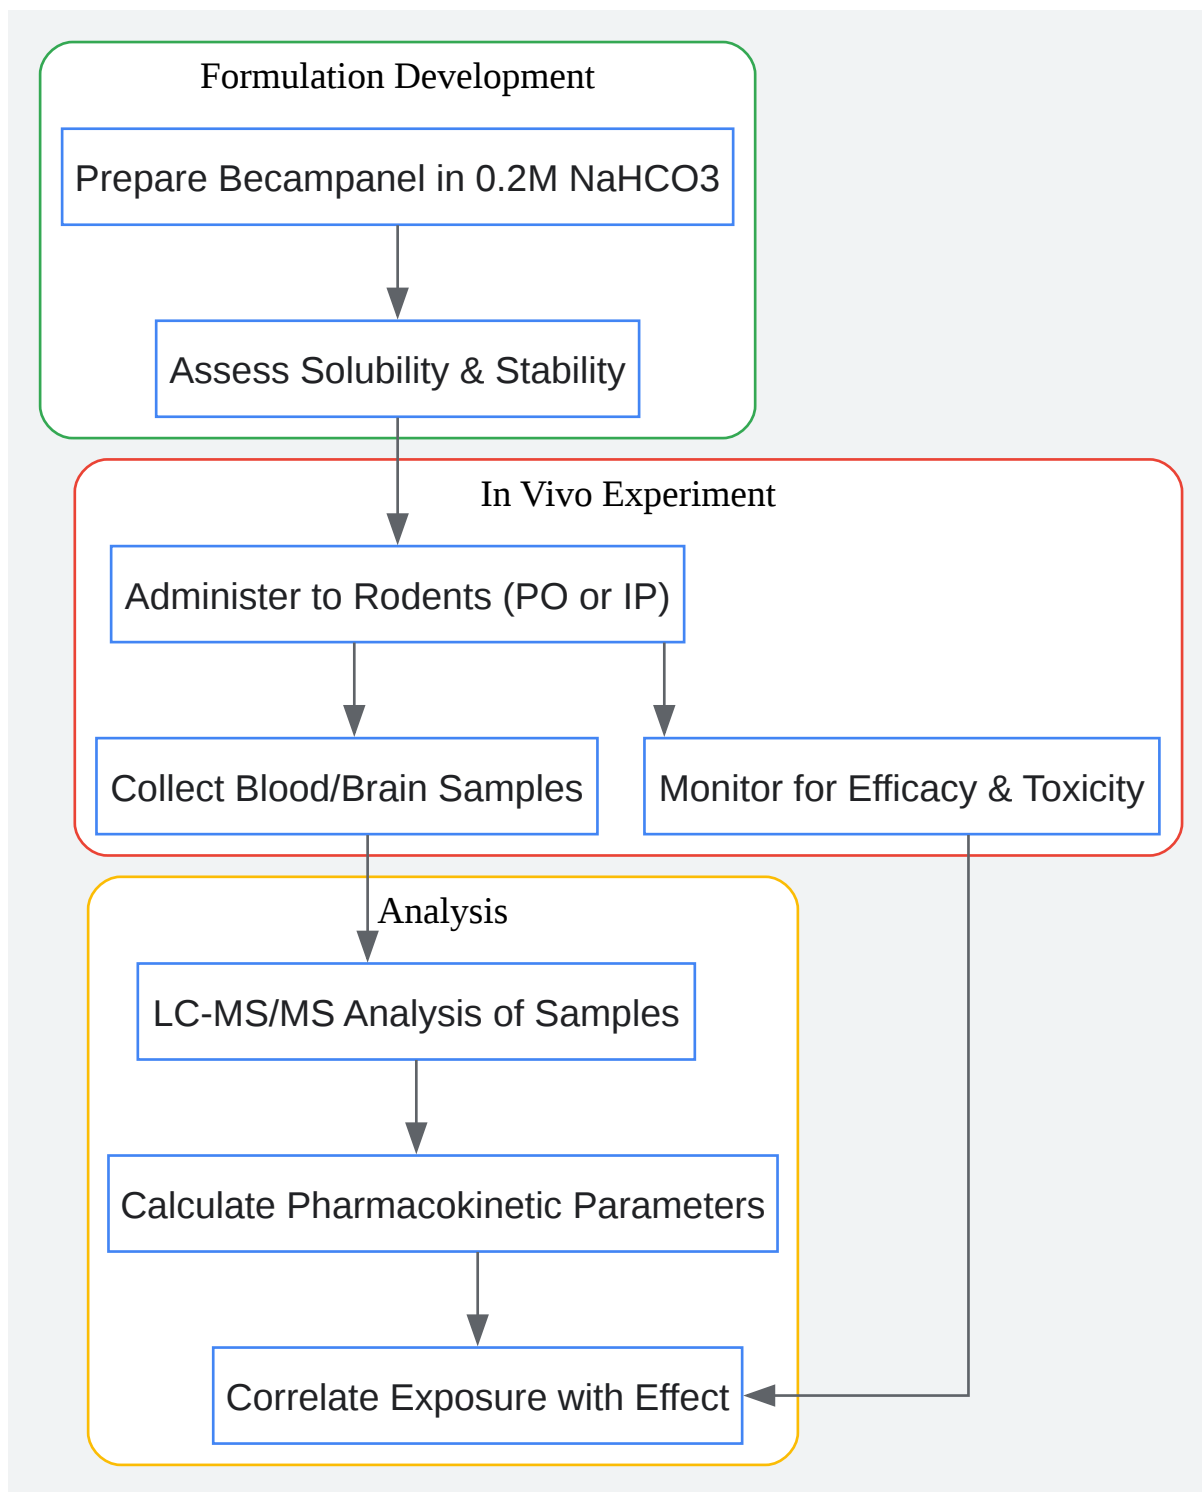 Formulation Development
Prepare Becampanel in 0.2M NaHCO3
Assess Solubility & Stability
In Vivo Experiment
Administer to Rodents (PO or IP)
Collect Blood/Brain Samples
Monitor for Efficacy & Toxicity
Analysis
LC-MS/MS Analysis of Samples
Calculate Pharmacokinetic Parameters
Correlate Exposure with Effect